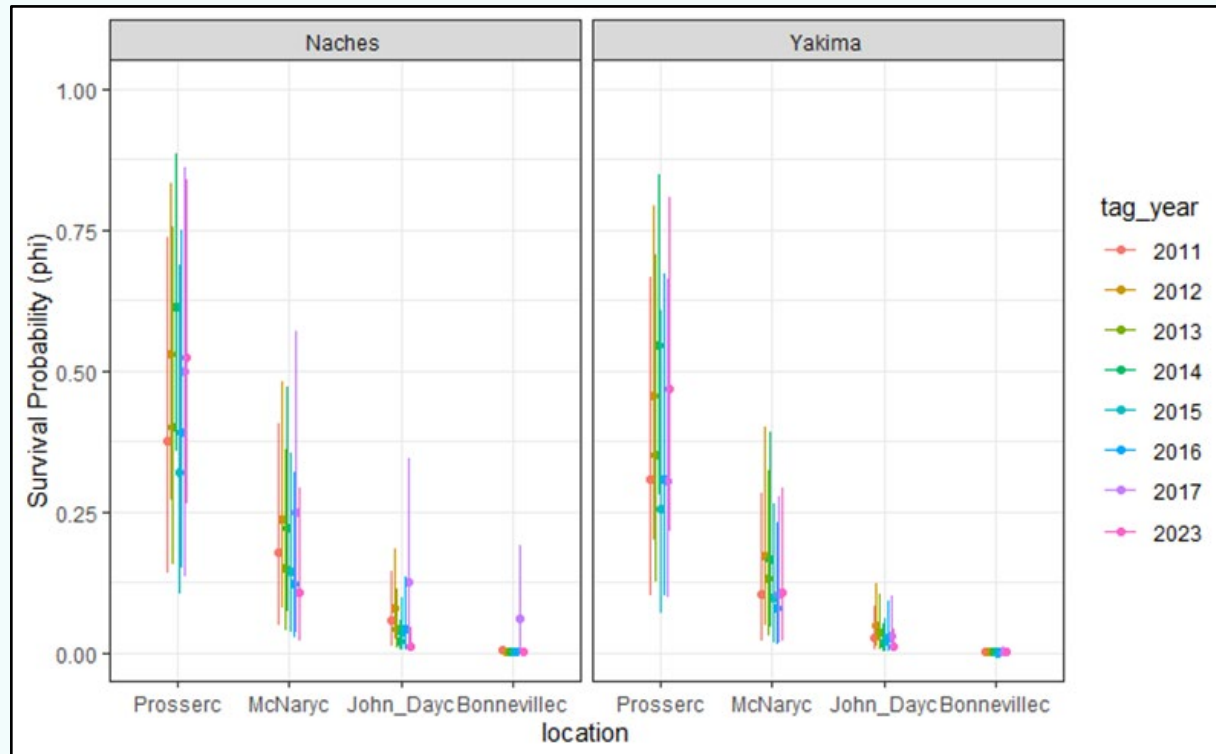 Naches
Yakima
1.00
0.75
0.50
0.25
0.00
Survival Probability (phi)
Prosserc McNaryc John_Dayc Bonnevillec
Prosserc McNaryc John_Dayc Bonnevillec
location
tag_year
2011
2012
2013
2014
2015
2016
2017
2023